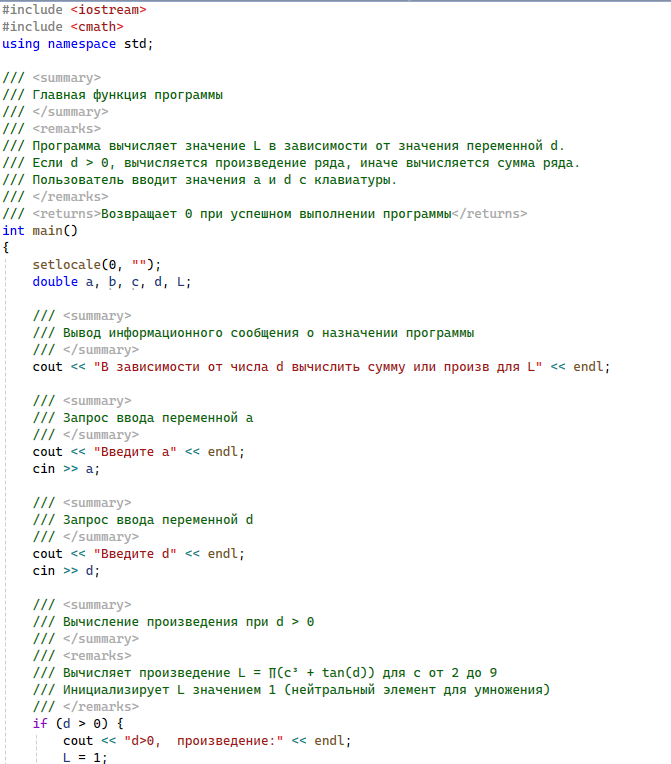 #include <iostream>
#include <cmath>
using namespace std;
/// <summary>
/// Главная функция программы
/// </summary>
/// <remarks>
/// Программа вычисляет значение L в зависимости от значения переменной d.
/// Если d > 0, вычисляется произведение ряда, иначе вычисляется сумма ряда.
/// Пользователь вводит значения a и d с клавиатуры.
/// </remarks>
/// <returns>Возвращает 0 при успешном выполнении программы</returns>
int main()
{
setlocale(0, "");
double a, b, c, d, L;
/// <summary>
/// Вывод информационного сообщения о назначении программы
/// </summary>
cout << "В зависимости от числа d вычислить сумму или произв для L" << endl;
/// <summary>
/// Запрос ввода переменной a
/// </summary>
cout << "Введите a" << endl;
cin >> a;
/// <summary>
/// Запрос ввода переменной d
/// </summary>
cout << "Введите d" << endl;
cin >> d;
/// <summary>
/// Вычисление произведения при d > 0
/// </summary>
/// <remarks>
/// Вычисляет произведение L = ∏(c³ + tan(d)) для c от 2 до 9
/// Инициализирует L значением 1 (нейтральный элемент для умножения)
/// </remarks>
if (d > 0) {
cout << "d>0,  произведение:" << endl;
L = 1;